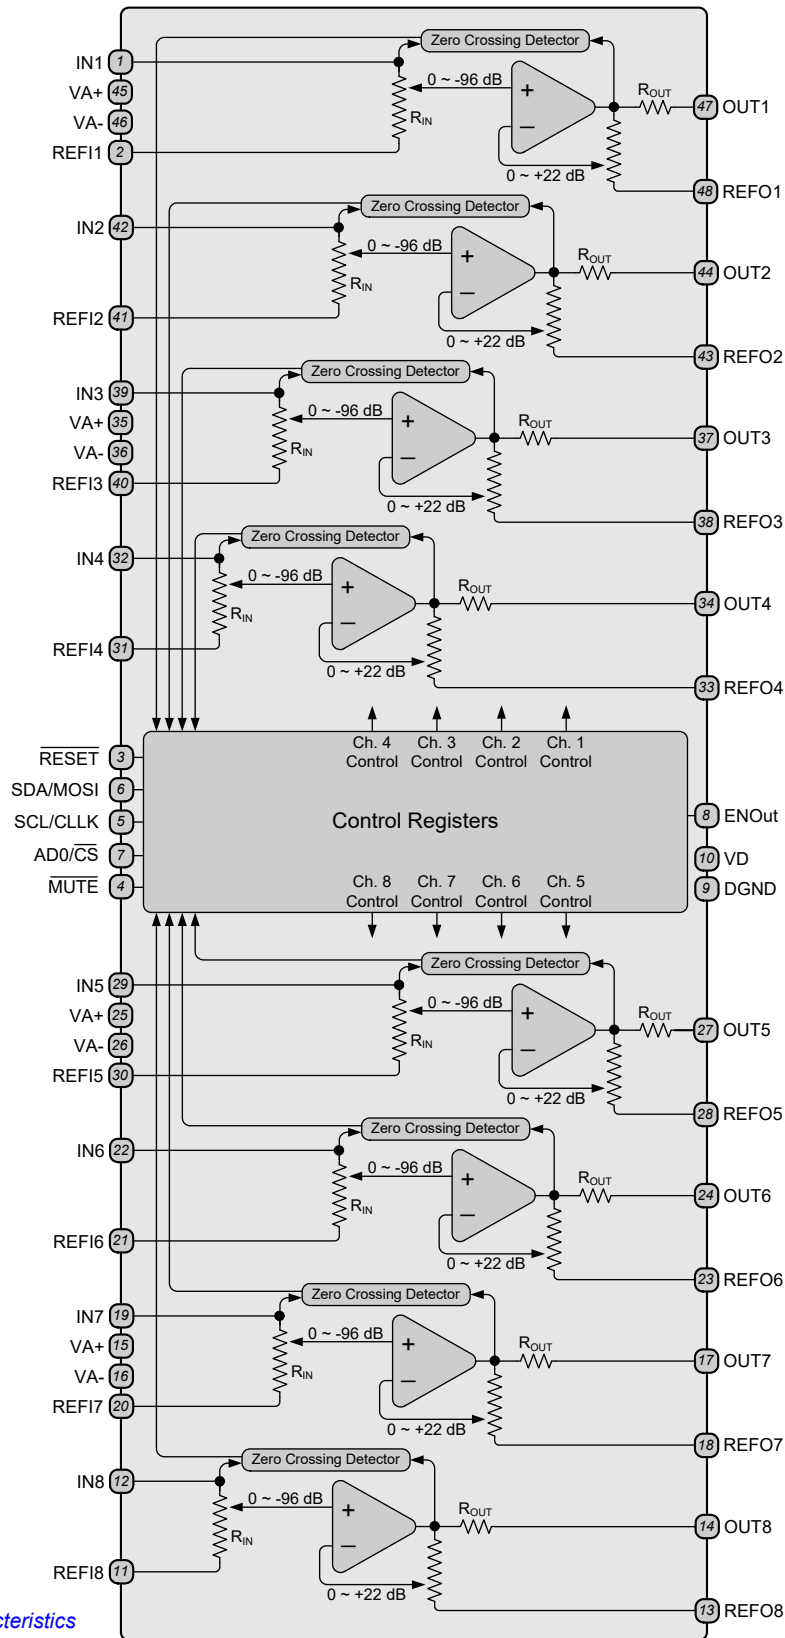 Zero Crossing Detector
IN1 1
0 ~ -96 dB
+
VA+ 45
ROUT
47 OUT1
VA- 46
RIN
–
REFI1 2
0 ~ +22 dB
48 REFO1
Zero Crossing Detector
IN2 42
0 ~ -96 dB
+
ROUT
44 OUT2
RIN
–
REFI2 41
0 ~ +22 dB
43 REFO2
Zero Crossing Detector
IN3 39
0 ~ -96 dB
+
VA+ 35
ROUT
37 OUT3
VA- 36
RIN
–
REFI3 40
0 ~ +22 dB
38 REFO3
Zero Crossing Detector
IN4 32
0 ~ -96 dB
+
ROUT
34 OUT4
RIN
–
REFI4 31
0 ~ +22 dB
33 REFO4
Ch. 4 Control
Ch. 3 Control
Ch. 2 Control
Ch. 1 Control
RESET 3
SDA/MOSI 6
SCL/CLLK 5
AD0/CS 7
MUTE 4
Control Registers
8 ENOut
10 VD
9 DGND
Ch. 8 Control
Ch. 7 Control
Ch. 6 Control
Ch. 5 Control
Zero Crossing Detector
IN5 29
0 ~ -96 dB
+
VA+ 25
ROUT
27 OUT5
VA- 26
RIN
–
REFI5 30
0 ~ +22 dB
28 REFO5
Zero Crossing Detector
IN6 22
0 ~ -96 dB
+
ROUT
24 OUT6
RIN
–
REFI6 21
0 ~ +22 dB
23 REFO6
Zero Crossing Detector
IN7 19
0 ~ -96 dB
+
VA+ 15
ROUT
17 OUT7
VA- 16
RIN
–
REFI7 20
0 ~ +22 dB
18 REFO7
Zero Crossing Detector
IN8 12
0 ~ -96 dB
+
ROUT
14 OUT8
RIN
–
REFI8 11
0 ~ +22 dB
13 REFO8
cteristics